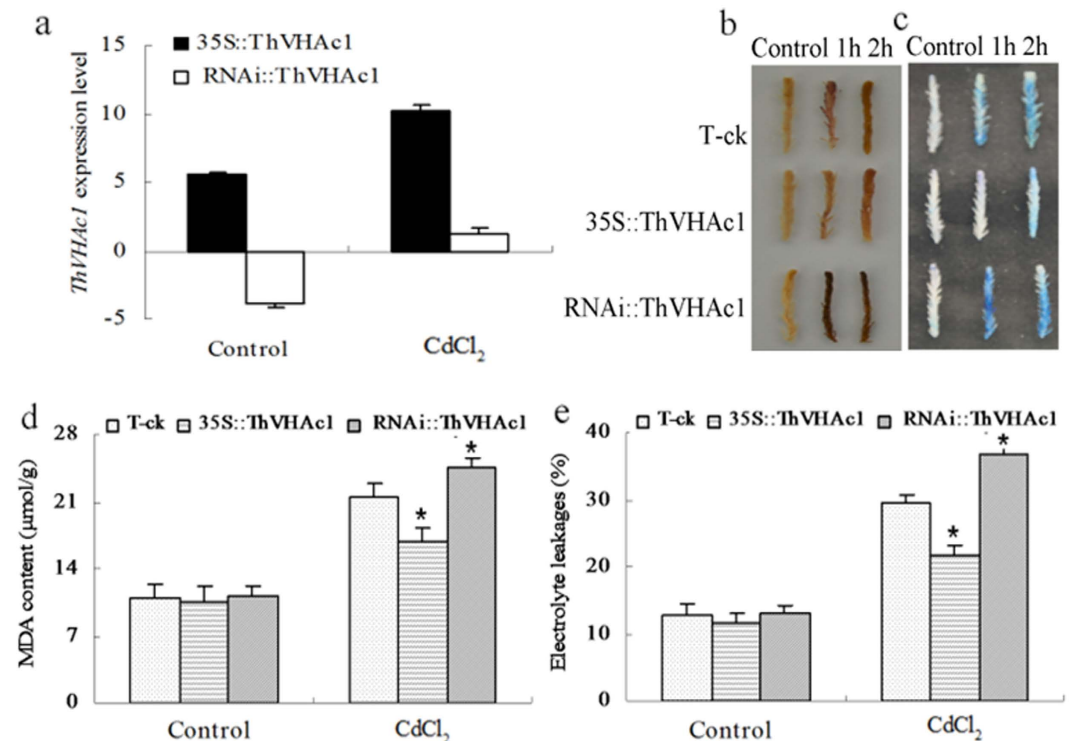 a
15
10
5
0
-5
ThVHAc1 expression level
35S::ThVHAc1
RNAi::ThVHAc1
Control
CdCl2
b
c
Control 1h 2h
Control 1h 2h
T-ck
35S::ThVHAc1
RNAi::ThVHAc1
d
T-ck 35S::ThVHAc1 RNAi::ThVHAc1
28
21
14
7
0
MDA content (μmol/g)
*
*
Control
CdCl2
e
T-ck 35S::ThVHAc1 RNAi::ThVHAc1
40
30
20
10
0
Electrolyte leakages (%)
*
*
Control
CdCl2